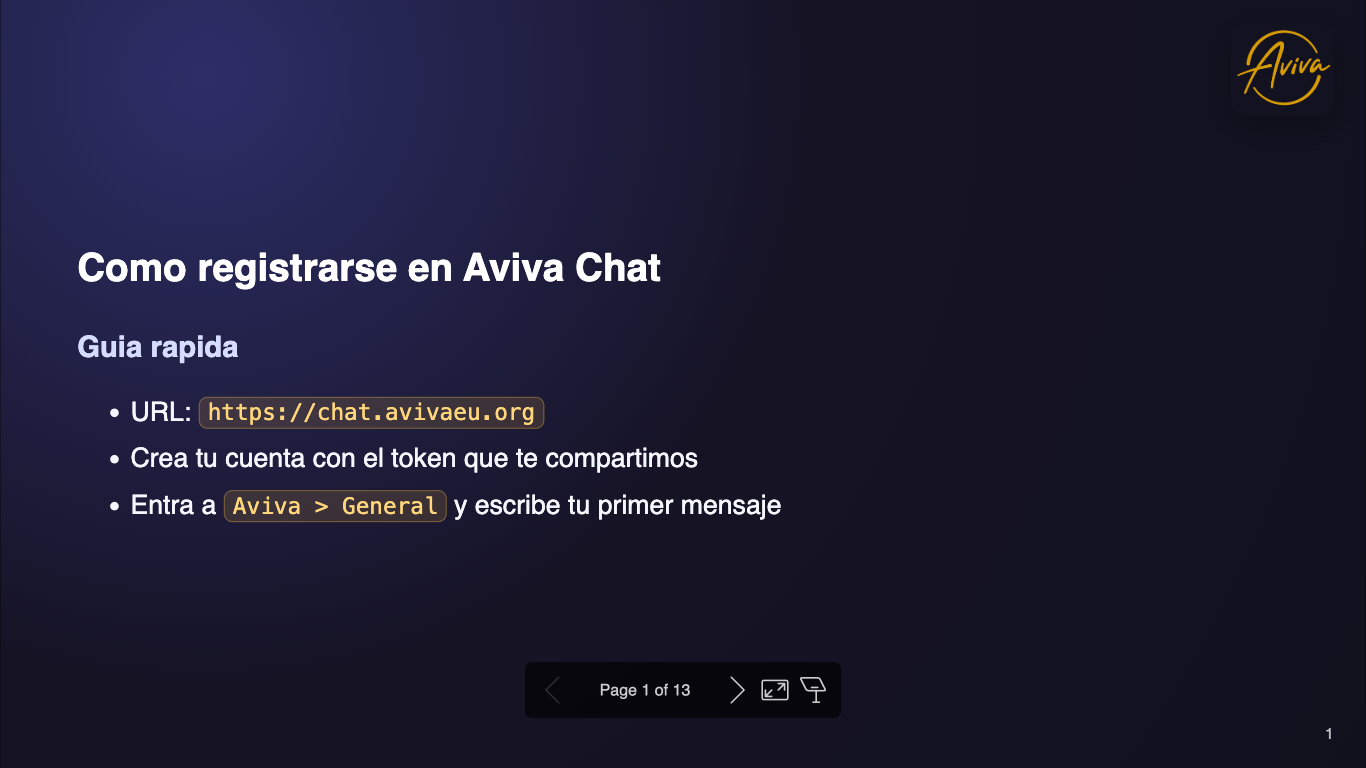 Aviva
Como registrarse en Aviva Chat
Guia rapida
• URL: https://chat.avivaeu.org
• Crea tu cuenta con el token que te compartimos
• Entra a Aviva > General y escribe tu primer mensaje
Page 1 of 13
1